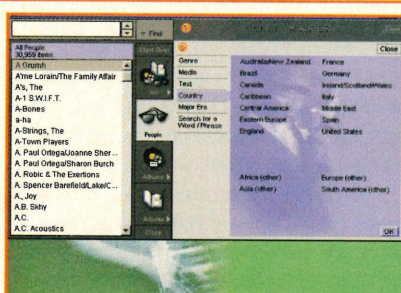 Find
Close
All People
30,959 items
Start Over
A Grumh
A'me Lorain/The Family Affair
A's, The
A-1 S.W.I.F.T.
A-Bones
a-ha
A-Strings, The
A-Town Players
A. Paul Ortega/Joanne Sher...
A. Paul Ortega/Sharon Burch
A. Robic & The Exertions
A. Spencer Barefield/Lake/C...
A., Joy
A.B. Skhy
A.C.
A.C. Acoustics
People
Albums
Articles
Genre
Media
Text
Country
Major Era
Search for a
Word/Phrase
Australia/New Zealand
Brazil
Canada
Caribbean
Central America
Eastern Europe
England
France
Germany
Ireland/Scotland/Wales
Italy
Middle East
Spain
United States
Africa (other)
Asia (other)
Europe (other)
South America (other)
OK